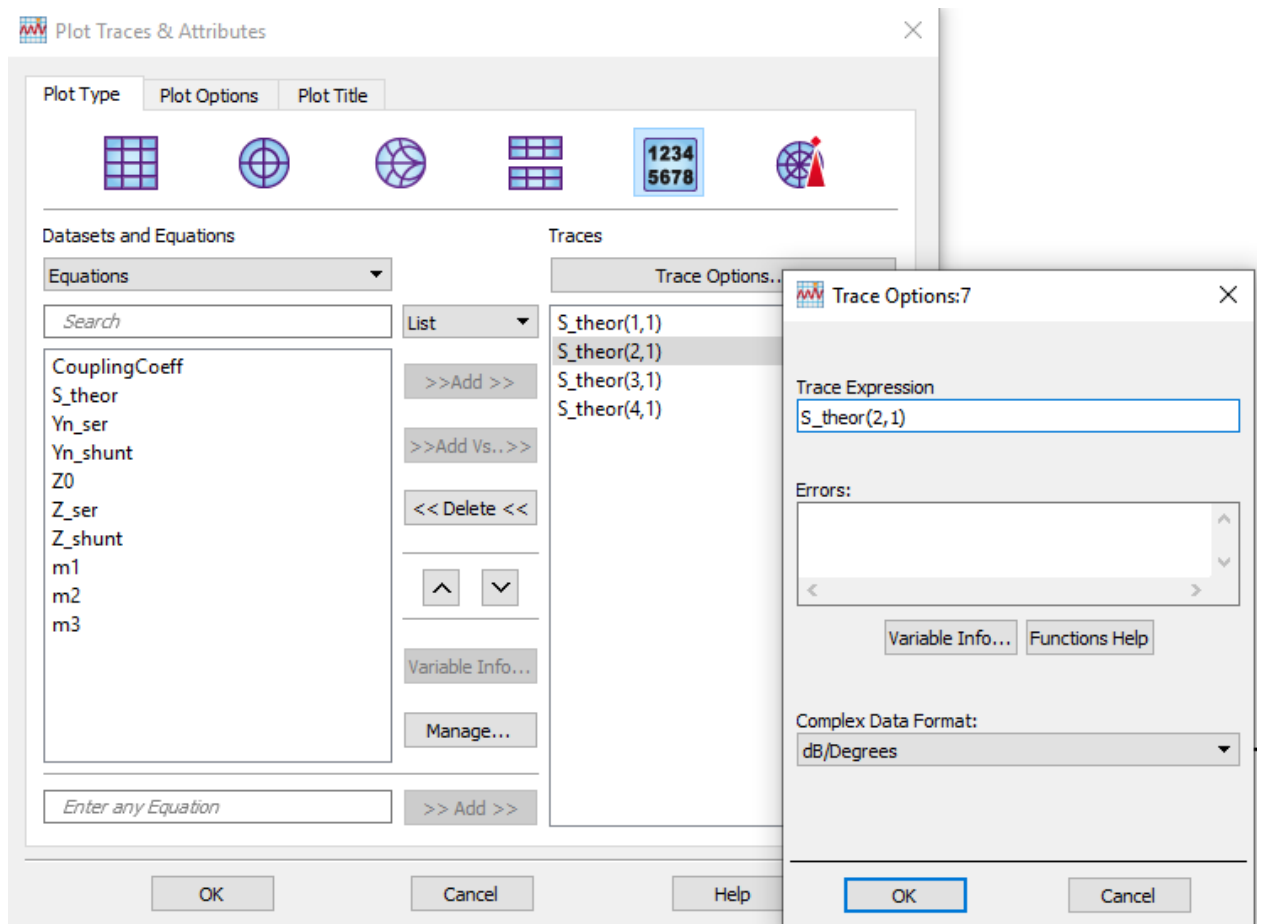 Plot Traces & Attributes
Plot Type
Plot Options
Plot Title
1234
5678
Datasets and Equations
Equations
Search
List
CouplingCoeff
S_theor
Yn_ser
Yn_shunt
Z0
Z_ser
Z_shunt
m1
m2
m3
>>Add >>
>>Add Vs..>>
<< Delete <<
Variable Info...
Manage...
Enter any Equation
>> Add >>
Traces
Trace Options..
S_theor(1,1)
S_theor(2,1)
S_theor(3,1)
S_theor(4,1)
OK
Cancel
Help
Trace Options:7
Trace Expression
S_theor(2,1)
Errors:
Variable Info...
Functions Help
Complex Data Format:
dB/Degrees
OK
Cancel